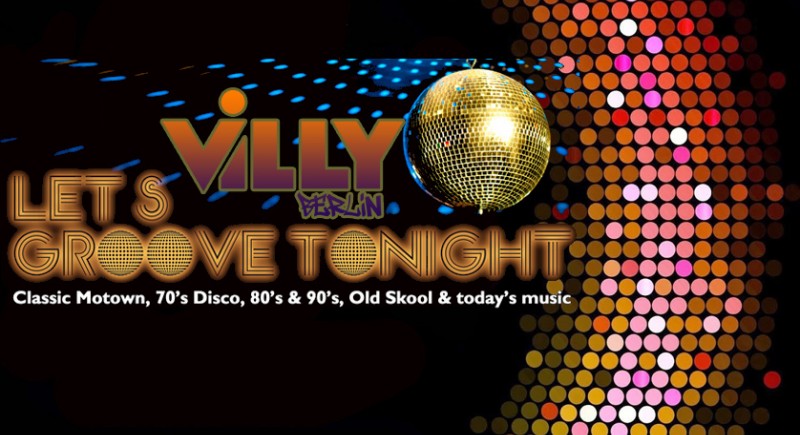 ViLLY
BERLiN
LET S
GROOVE TONIGHT
Classic Motown, 70's Disco, 80's & 90's, Old Skool & today's music